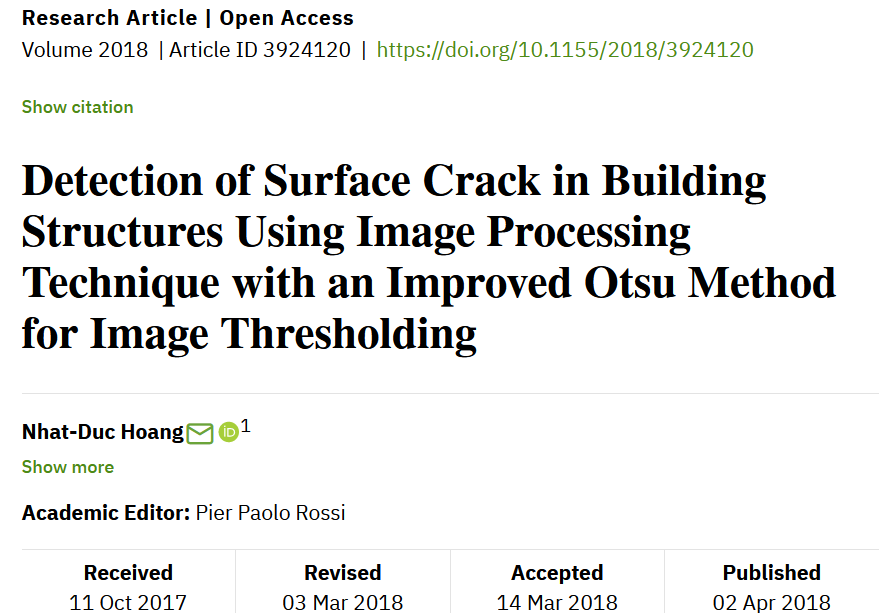 Research Article | Open Access
Volume 2018 | Article ID 3924120 | https://doi.org/10.1155/2018/3924120
Show citation
Detection of Surface Crack in Building
Structures Using Image Processing
Technique with an Improved Otsu Method
for Image Thresholding
Nhat-Duc Hoang iD 1
Show more
Academic Editor: Pier Paolo Rossi
Received Revised Accepted Published
11 Oct 2017 03 Mar 2018 14 Mar 2018 02 Apr 2018